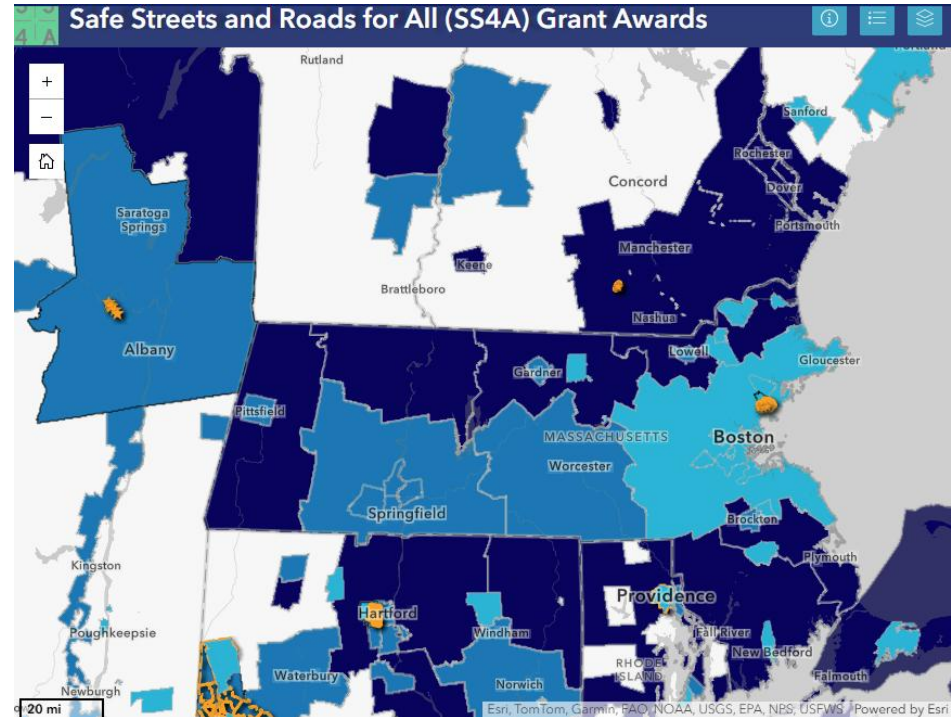 S S
4 A
Safe Streets and Roads for All (SS4A) Grant Awards
Rutland
+
−
Sanford
Rochester
Concord
Dover
Saratoga
Springs
Portsmouth
Manchester
Keene
Brattleboro
Nashua
Albany
Lowell
Gloucester
Gardner
Pittsfield
MASSACHUSETTS
Boston
Worcester
Springfield
Brockton
Plymouth
Kingston
Providence
Hartford
Poughkeepsie
Windham
Fall River
New Bedford
RHODE
ISLAND
Waterbury
Falmouth
Norwich
Newburgh
20 mi
Esri, TomTom, Garmin, FAO, NOAA, USGS, EPA, NPS, USFWS
Powered by Esri